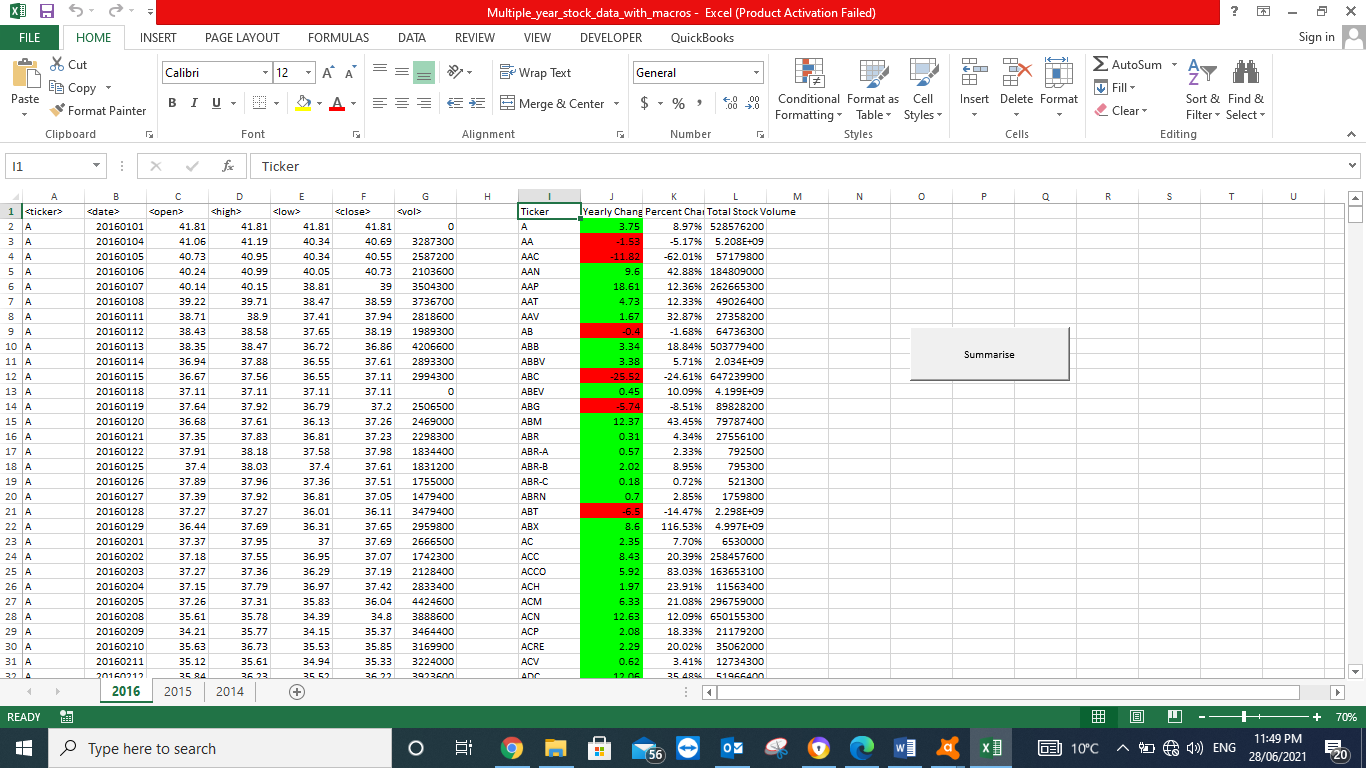 Multiple_year_stock_data_with_macros - Excel (Product Activation Failed)
FILE HOME INSERT PAGE LAYOUT FORMULAS DATA REVIEW VIEW DEVELOPER QuickBooks Sign in
Cut
Copy
Format Painter
Paste
Clipboard
Calibri 12
B I U
Font
Wrap Text
Merge & Center
Alignment
General
$ % ,
Number
Conditional Formatting
Format as Table
Cell Styles
Styles
Insert Delete Format
Cells
AutoSum
Fill
Clear
Sort & Filter
Find & Select
Editing
I1 fx Ticker
A B C D E F G H I J K L M N O P Q R S T U
1 <ticker> <date> <open> <high> <low> <close> <vol> Ticker Yearly Chang Percent Chan Total Stock Volume
2 A 20160101 41.81 41.81 41.81 41.81 0 A 3.75 8.97% 528576200
3 A 20160104 41.06 41.19 40.34 40.69 3287300 AA -1.53 -5.17% 5.208E+09
4 A 20160105 40.73 40.95 40.34 40.55 2587200 AAC -11.82 -62.01% 57179800
5 A 20160106 40.24 40.99 40.05 40.73 2103600 AAN 9.6 42.88% 184809000
6 A 20160107 40.14 40.15 38.81 39 3504300 AAP 18.61 12.36% 262665300
7 A 20160108 39.22 39.71 38.47 38.59 3736700 AAT 4.73 12.33% 49026400
8 A 20160111 38.71 38.9 37.41 37.94 2818600 AAV 1.67 32.87% 27358200
9 A 20160112 38.43 38.58 37.65 38.19 1989300 AB -0.4 -1.68% 64736300
10 A 20160113 38.35 38.47 36.72 36.86 4206600 ABB 3.34 18.84% 503779400
11 A 20160114 36.94 37.88 36.55 37.61 2893300 ABBV 3.38 5.71% 2.034E+09
12 A 20160115 36.67 37.56 36.55 37.11 2994300 ABC -25.52 -24.61% 647239900
13 A 20160118 37.11 37.11 37.11 37.11 0 ABEV 0.45 10.09% 4.199E+09
14 A 20160119 37.64 37.92 36.79 37.2 2506500 ABG -5.74 -8.51% 89828200
15 A 20160120 36.68 37.61 36.13 37.26 2469000 ABM 12.37 43.45% 79787400
16 A 20160121 37.35 37.83 36.81 37.23 2298300 ABR 0.31 4.34% 27556100
17 A 20160122 37.91 38.18 37.58 37.98 1834400 ABR-A 0.57 2.33% 792500
18 A 20160125 37.4 38.03 37.4 37.61 1831200 ABR-B 2.02 8.95% 795300
19 A 20160126 37.89 37.96 37.36 37.51 1755000 ABR-C 0.18 0.72% 521300
20 A 20160127 37.39 37.92 36.81 37.05 1479400 ABRN 0.7 2.85% 1759800
21 A 20160128 37.27 37.27 36.01 36.11 3479400 ABT -6.5 -14.47% 2.298E+09
22 A 20160129 36.44 37.69 36.31 37.65 2959800 ABX 8.6 116.53% 4.997E+09
23 A 20160201 37.37 37.95 37 37.69 2666500 AC 2.35 7.70% 6530000
24 A 20160202 37.18 37.55 36.95 37.07 1742300 ACC 8.43 20.39% 258457600
25 A 20160203 37.27 37.36 36.29 37.19 2128400 ACCO 5.92 83.03% 163653100
26 A 20160204 37.15 37.79 36.97 37.42 2833400 ACH 1.97 23.91% 11563400
27 A 20160205 37.26 37.31 35.83 36.04 4424600 ACM 6.33 21.08% 296759000
28 A 20160208 35.61 35.78 34.39 34.8 3888600 ACN 12.63 12.09% 650155300
29 A 20160209 34.21 35.77 34.15 35.37 3464400 ACP 2.08 18.33% 21179200
30 A 20160210 35.63 36.73 35.53 35.85 3169900 ACRE 2.29 20.02% 35062000
31 A 20160211 35.12 35.61 34.94 35.33 3224000 ACV 0.62 3.41% 12734300
32 A 20160212 35.84 36.23 35.52 36.22 3923600 ADC 12.06 35.48% 51966400
Summarise
2016 2015 2014
READY 70%
Type here to search
56
10°C
ENG
11:49 PM
28/06/2021
20